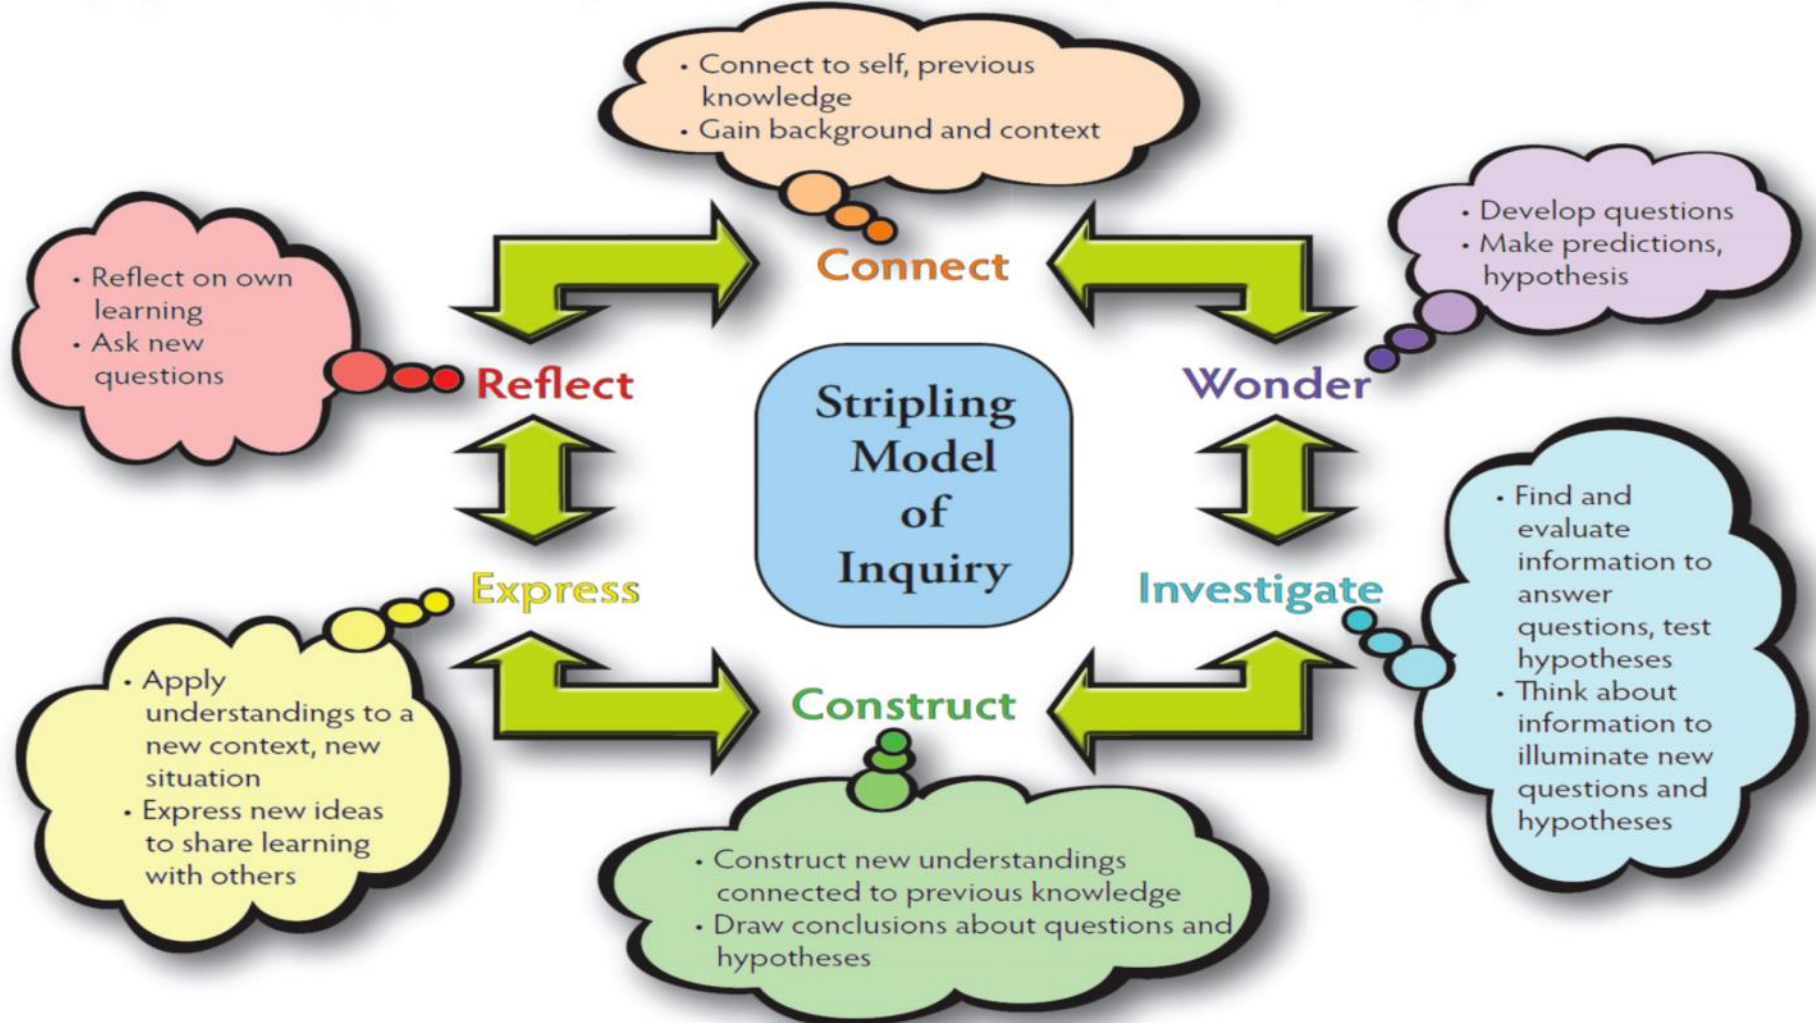 • Connect to self, previous
knowledge
• Gain background and context
Connect
• Develop questions
• Make predictions,
hypothesis
Wonder
• Find and
evaluate
information to
answer
questions, test
hypotheses
• Think about
information to
illuminate new
questions and
hypotheses
Investigate
• Construct new understandings
connected to previous knowledge
• Draw conclusions about questions and
hypotheses
Construct
• Apply
understandings to a
new context, new
situation
• Express new ideas
to share learning
with others
Express
• Reflect on own
learning
• Ask new
questions
Reflect
Stripling
Model
of
Inquiry